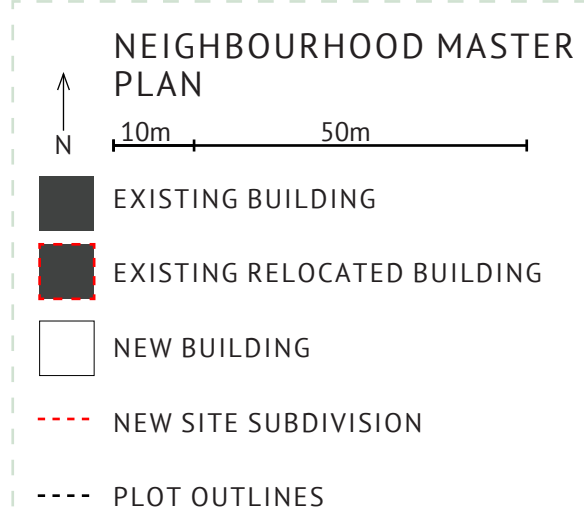 NEIGHBOURHOOD MASTER
PLAN
N
10m 50m
EXISTING BUILDING
EXISTING RELOCATED BUILDING
NEW BUILDING
NEW SITE SUBDIVISION
PLOT OUTLINES